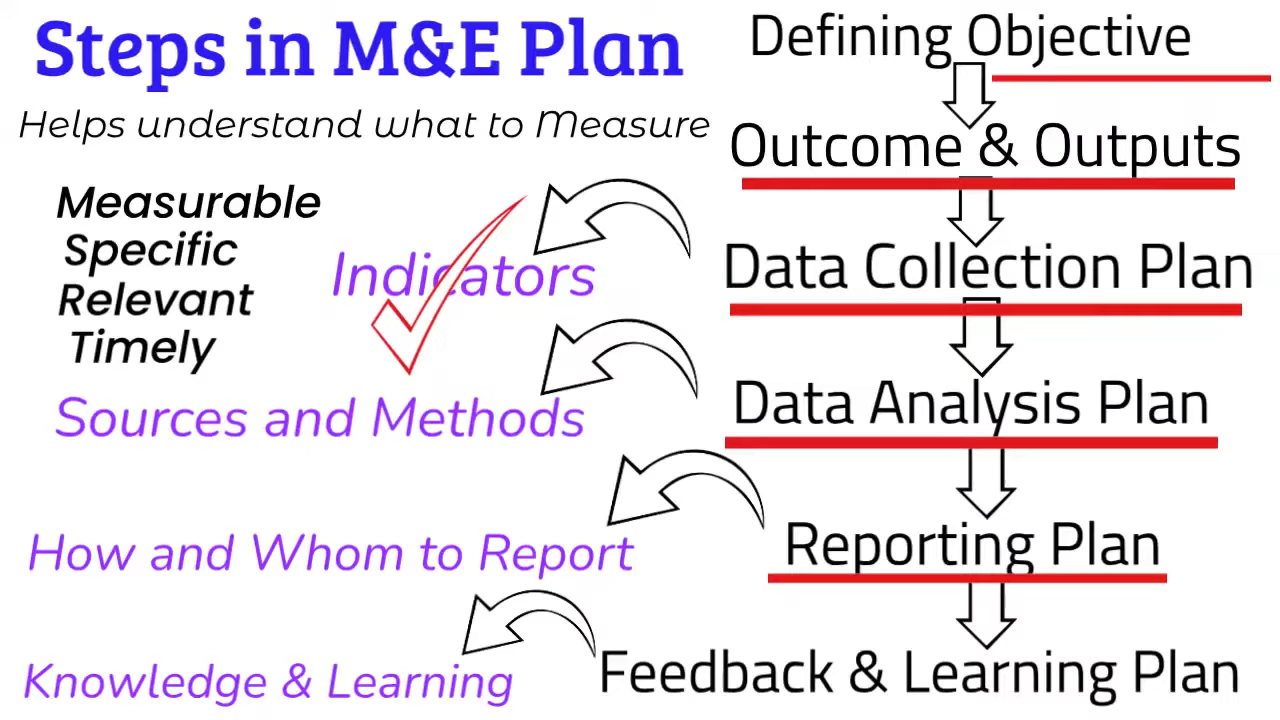 Steps in M&E Plan
Helps understand what to Measure
Measurable
Specific
Relevant
Timely
Indicators
Sources and Methods
How and Whom to Report
Knowledge & Learning
Defining Objective
Outcome & Outputs
Data Collection Plan
Data Analysis Plan
Reporting Plan
Feedback & Learning Plan